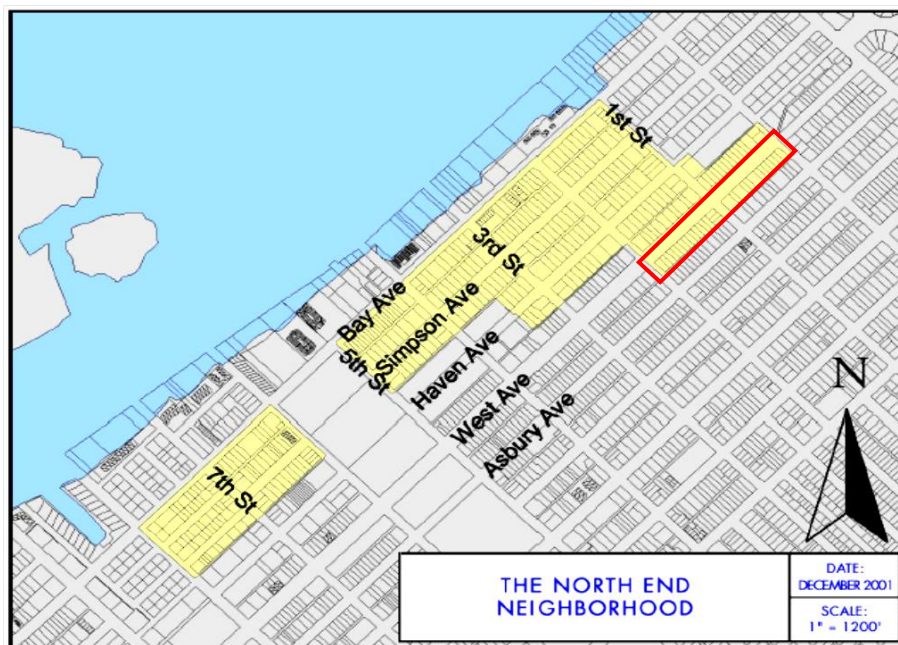 1st St
3rd St
Bay Ave
Simpson Ave
5th St
Haven Ave
West Ave
Asbury Ave
7th St
N
THE NORTH END
NEIGHBORHOOD
DATE:
DECEMBER 2001
SCALE:
1" = 1200'